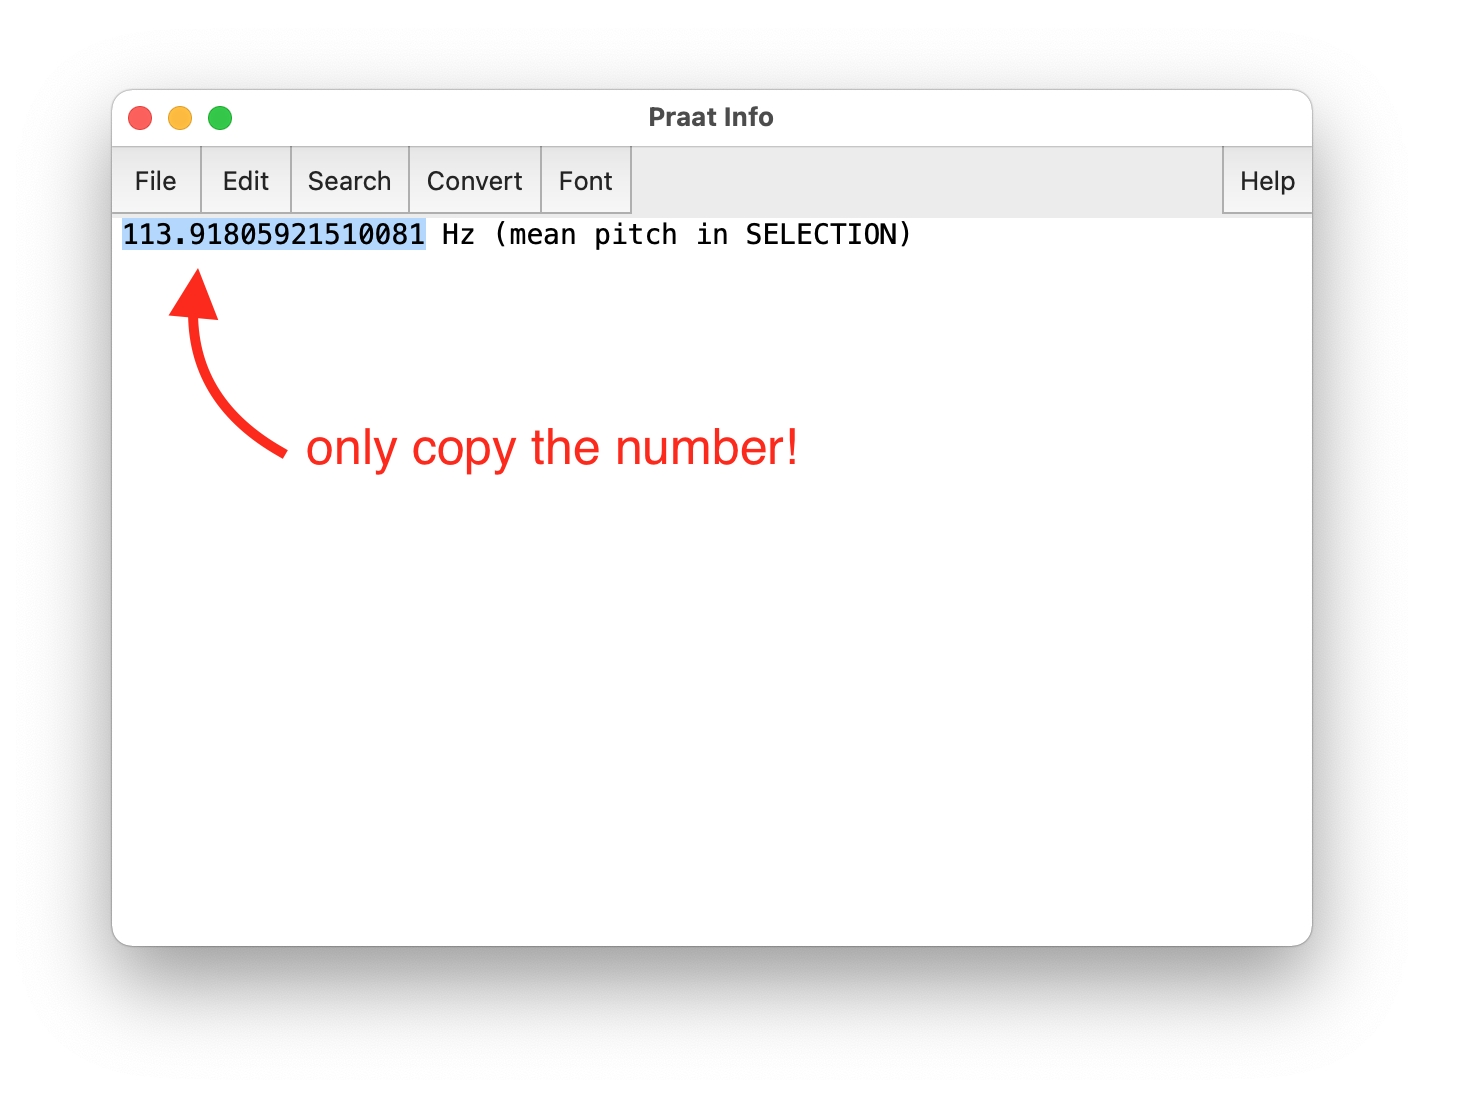 Praat Info
File Edit Search Convert Font Help
113.91805921510081 Hz (mean pitch in SELECTION)
only copy the number!